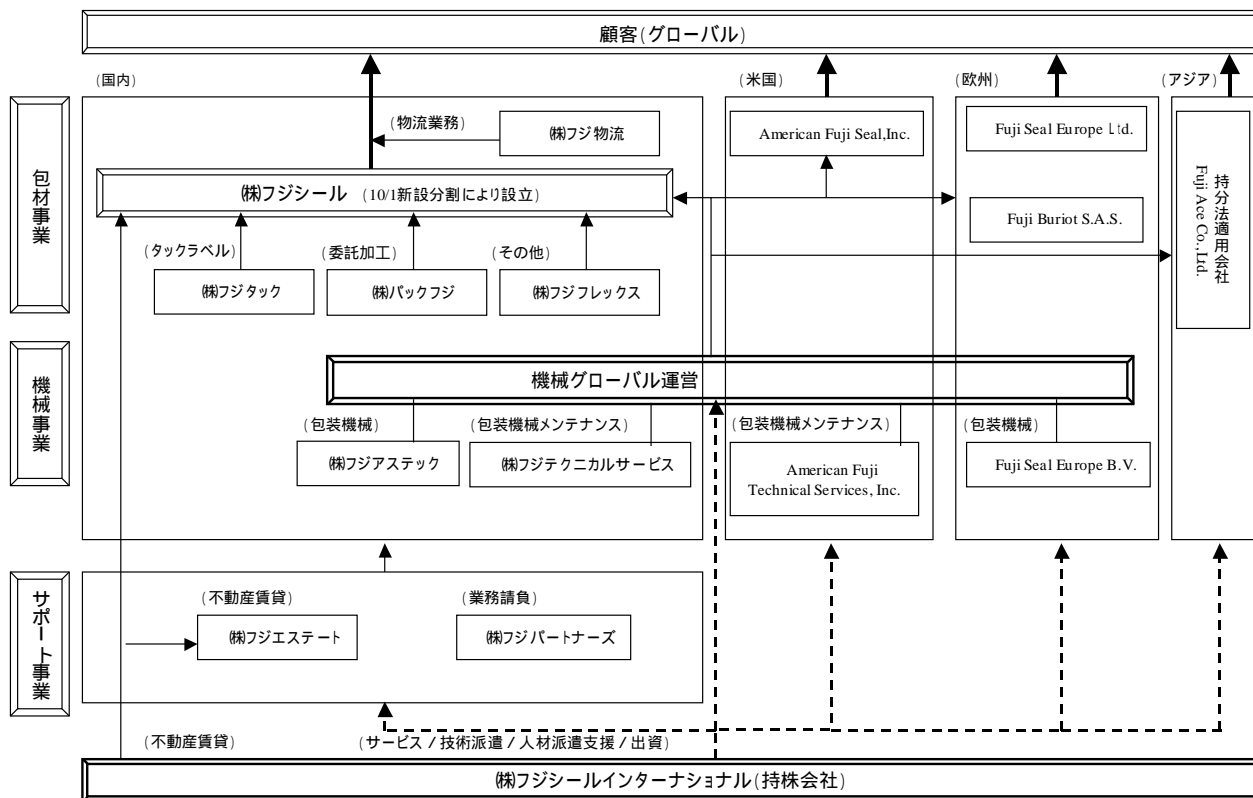 顧客(グローバル)
(国内)
(米国)
(欧州)
(アジア)
包材事業
(物流業務)
㈱フジ物流
American Fuji Seal,Inc.
Fuji Seal Europe Ltd.
㈱フジシール (10/1新設分割により設立)
Fuji Buriot S.A.S.
持分法適用会社
Fuji Ace Co.,Ltd.
(タックラベル)
(委託加工)
(その他)
㈱フジタック
㈱パックフジ
㈱フジフレックス
機械事業
機械グローバル運営
(包装機械)
(包装機械メンテナンス)
(包装機械メンテナンス)
(包装機械)
㈱フジアステック
㈱フジテクニカルサービス
American Fuji
Technical Services, Inc.
Fuji Seal Europe B.V.
サポート事業
(不動産賃貸)
(業務請負)
㈱フジエステート
㈱フジパートナーズ
(不動産賃貸)
(サービス / 技術派遣 / 人材派遣支援 / 出資)
㈱フジシールインターナショナル(持株会社)